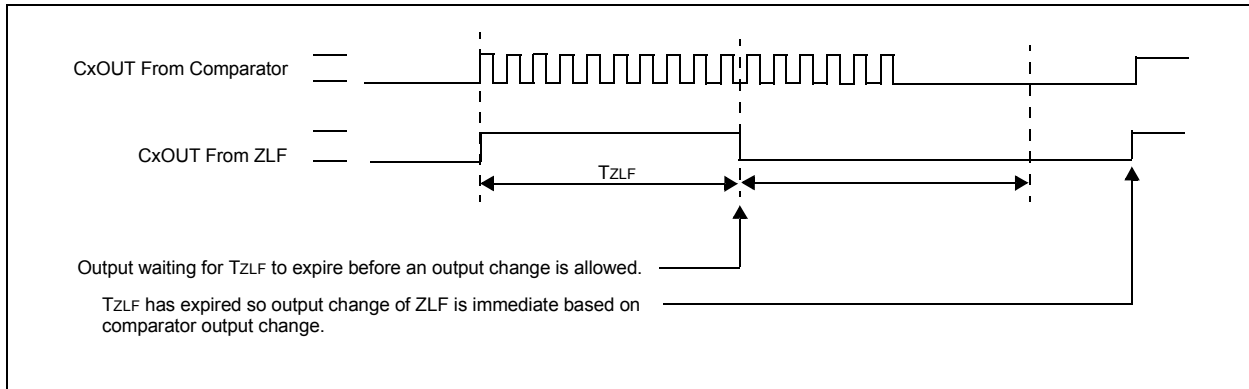 CxOUT From Comparator
CxOUT From ZLF
TZLF
Output waiting for TZLF to expire before an output change is allowed.
TZLF has expired so output change of ZLF is immediate based on
comparator output change.